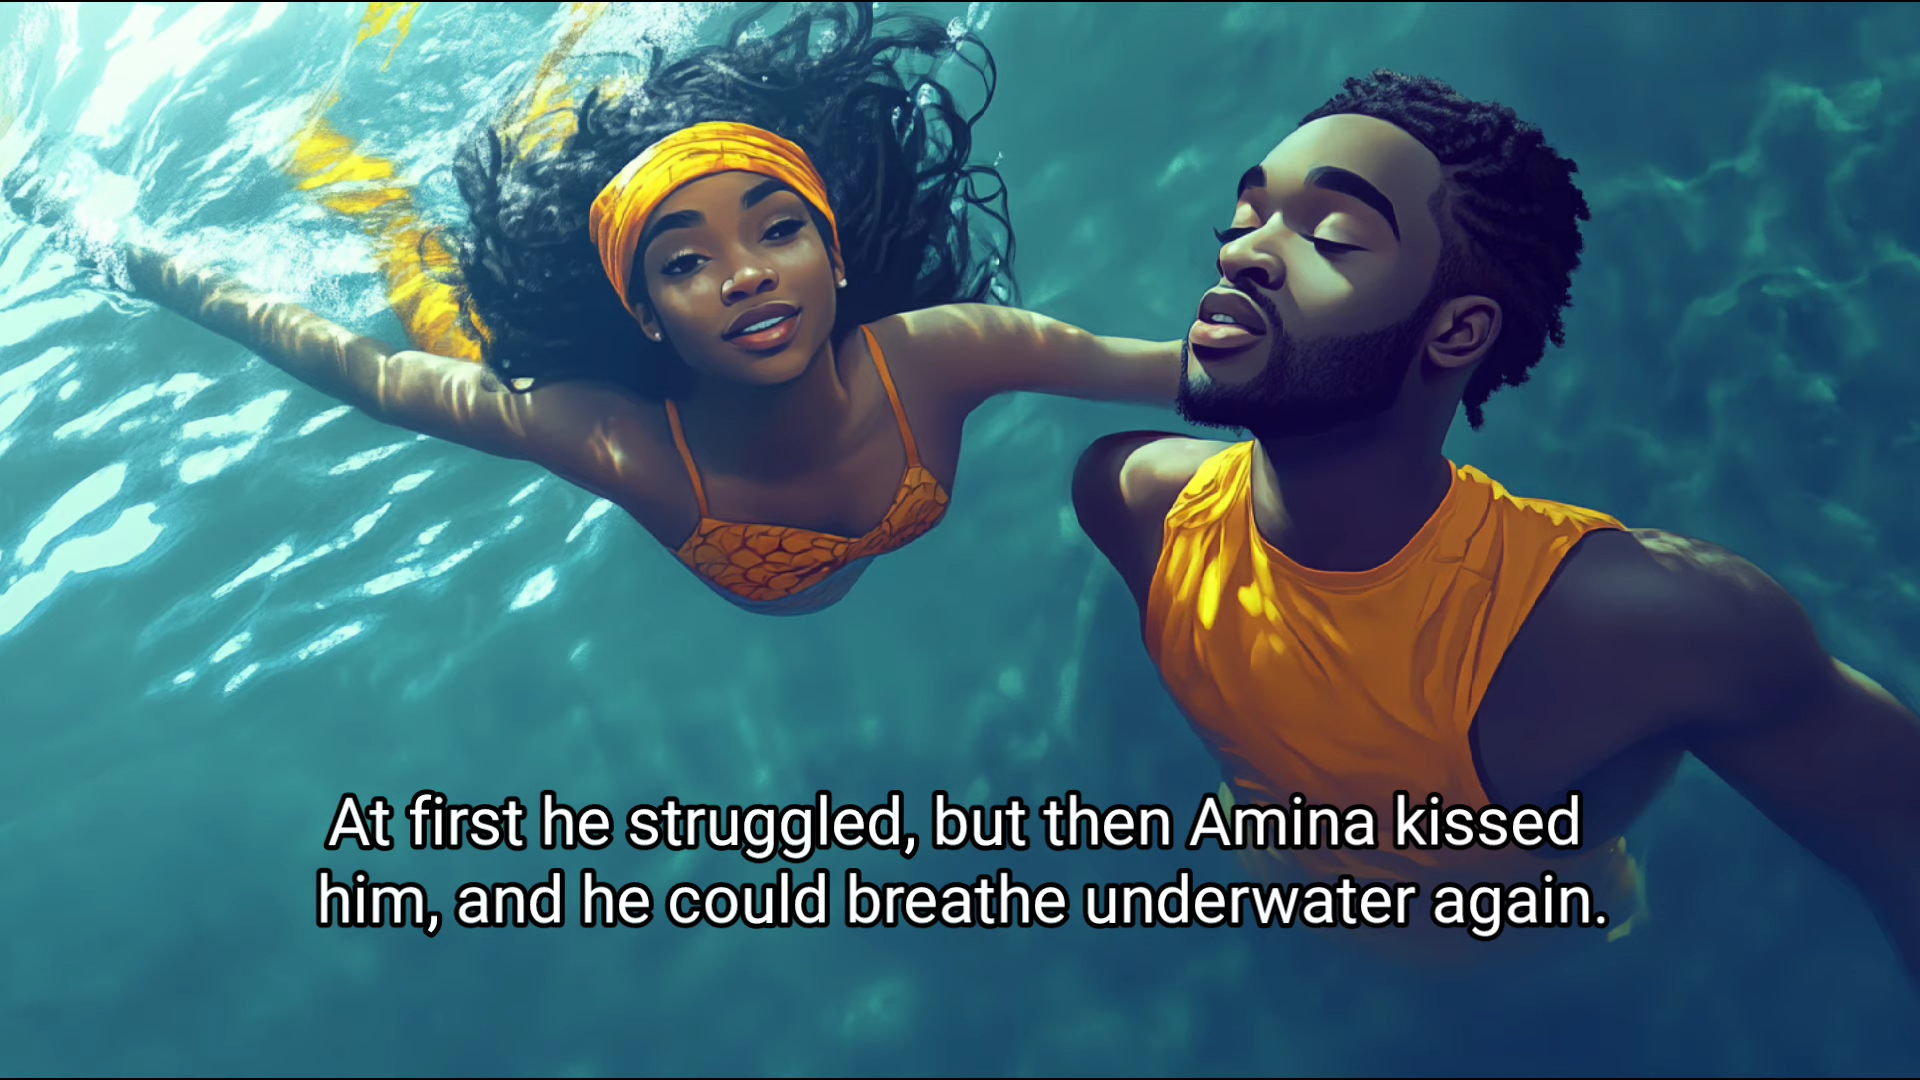 At first he struggled, but then Amina kissed
him, and he could breathe underwater again.